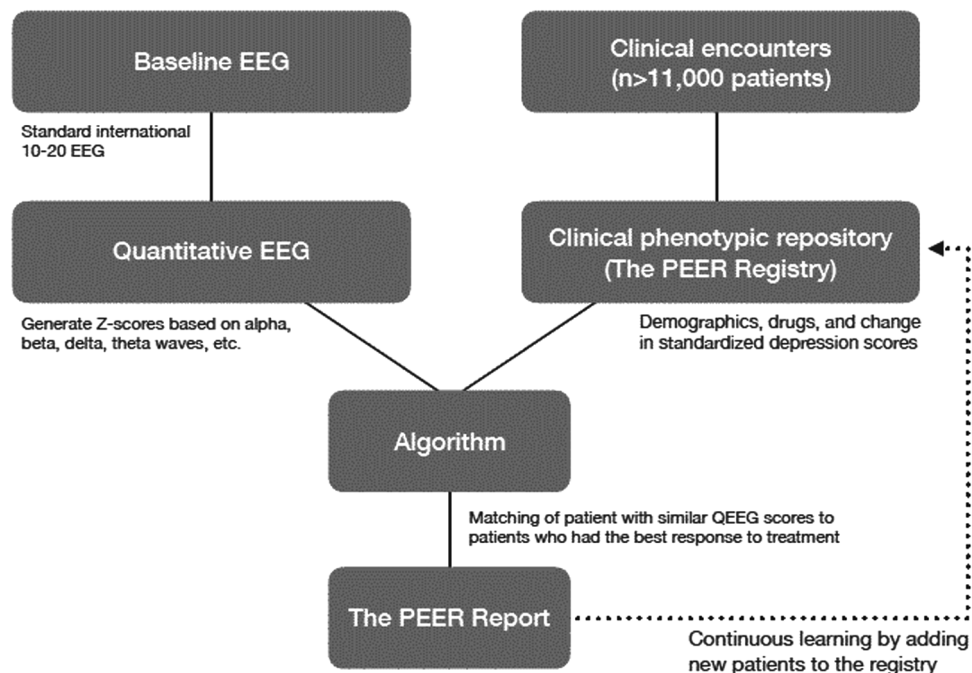 Baseline EEG
Clinical encounters
(n>11,000 patients)
Standard international
10-20 EEG
Quantitative EEG
Clinical phenotypic repository
(The PEER Registry)
Generate Z-scores based on alpha,
beta, delta, theta waves, etc.
Demographics, drugs, and change
in standardized depression scores
Algorithm
Matching of patient with similar QEEG scores to
patients who had the best response to treatment
The PEER Report
Continuous learning by adding
new patients to the registry